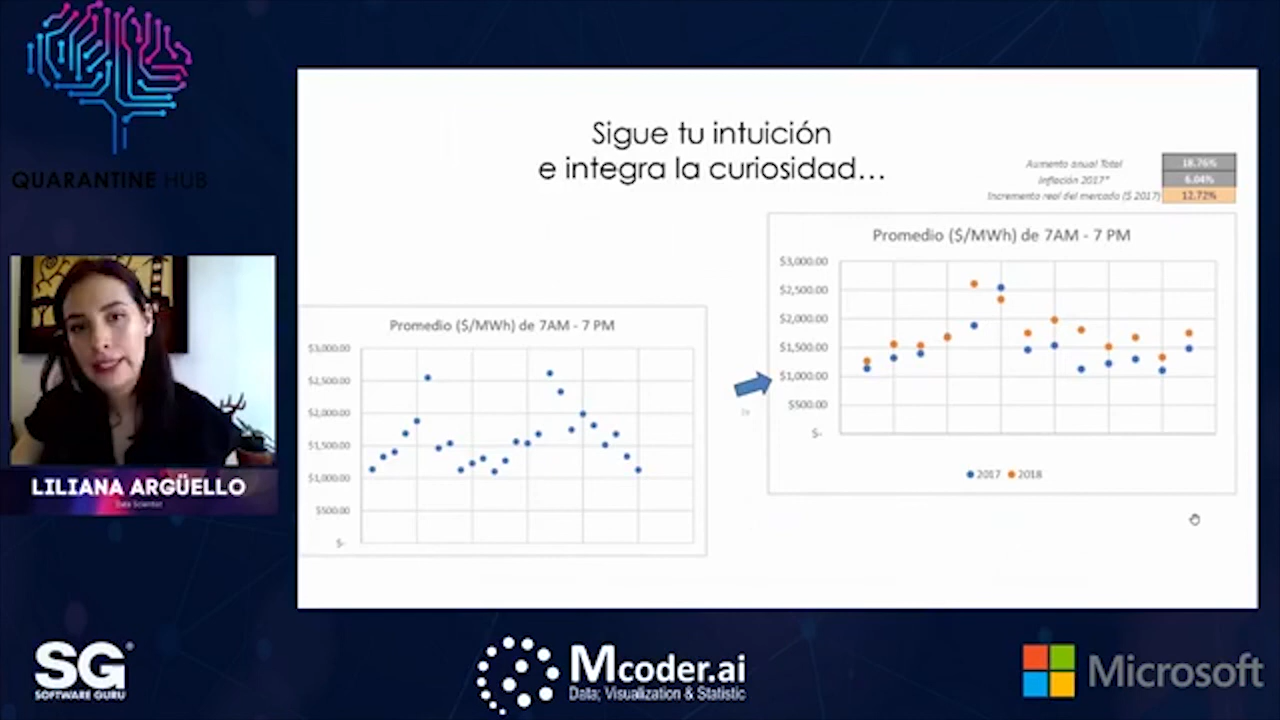 QUARANTINE HUB
Sigue tu intuición
e integra la curiosidad...
Aumento anual Total 18.76%
Inflación 2017* 6.04%
Incremento real del mercado ($ 2017) 12.72%
Promedio ($/MWh) de 7AM - 7 PM
$3,000.00
$2,500.00
$2,000.00
$1,500.00
$1,000.00
$500.00
$-
2017 2018
Promedio ($/MWh) de 7AM - 7 PM
$3,000.00
$2,500.00
$2,000.00
$1,500.00
$1,000.00
$500.00
$-
LILIANA ARGÜELLO
Data Scientist
SG®
SOFTWARE GURU
Mcoder.ai
Data; Visualization & Statistic
Microsoft